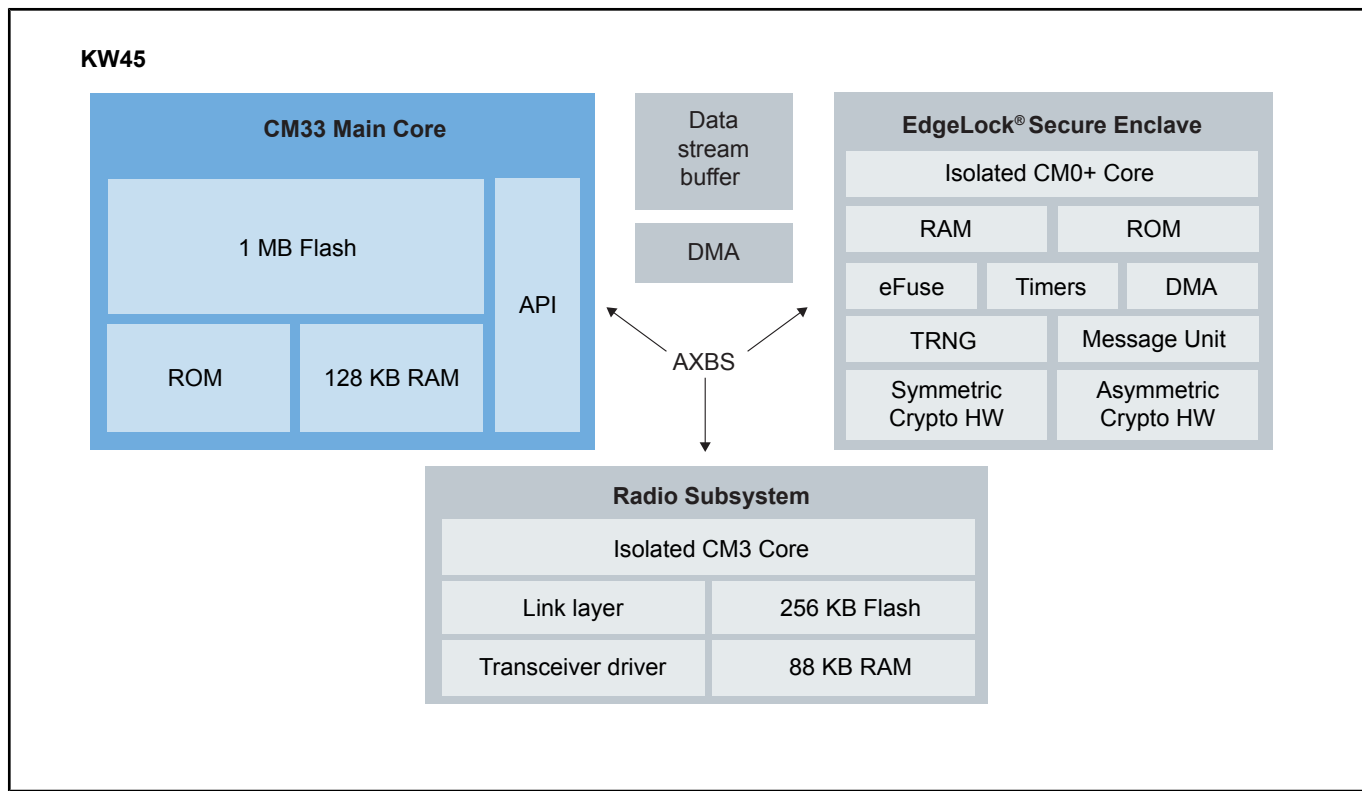 KW45
CM33 Main Core
1 MB Flash
API
ROM
128 KB RAM
Data
stream
buffer
DMA
AXBS
EdgeLock® Secure Enclave
Isolated CM0+ Core
RAM
ROM
eFuse
Timers
DMA
TRNG
Message Unit
Symmetric
Crypto HW
Asymmetric
Crypto HW
Radio Subsystem
Isolated CM3 Core
Link layer
256 KB Flash
Transceiver driver
88 KB RAM